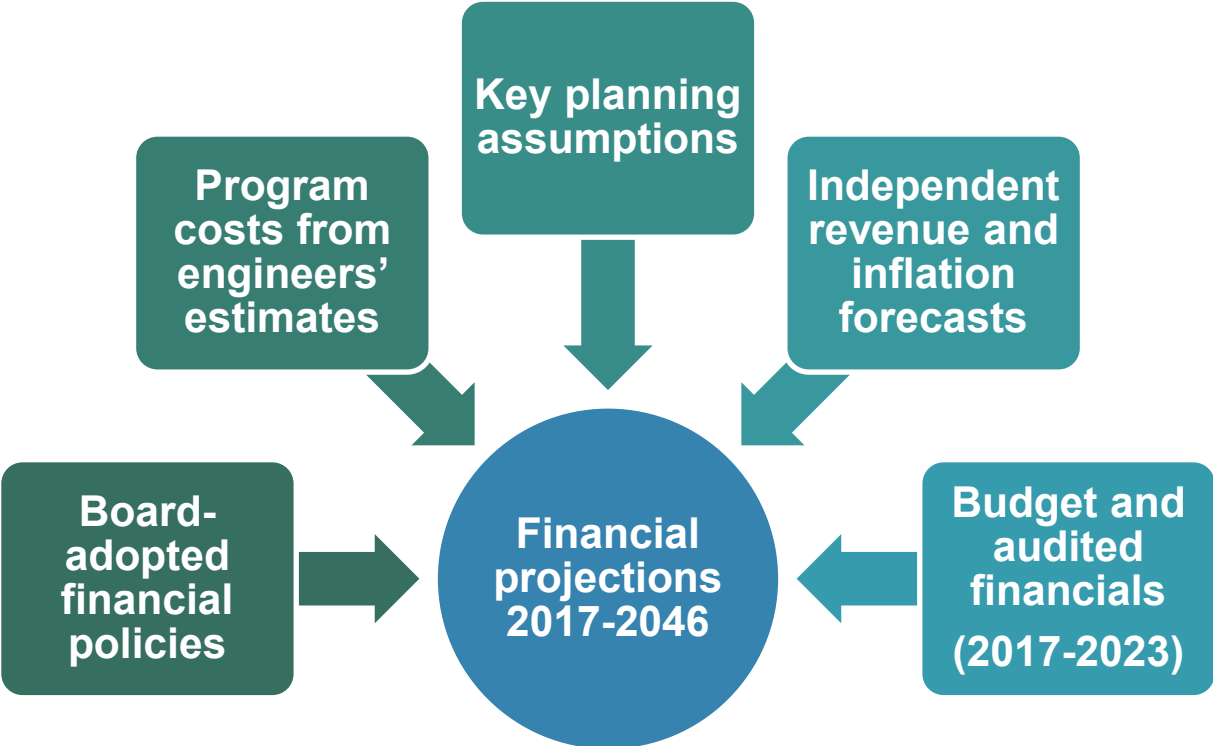 Key planning
assumptions
Program
costs from
engineers’
estimates
Independent
revenue and
inflation
forecasts
Board-
adopted
financial
policies
Financial
projections
2017-2046
Budget and
audited
financials
(2017-2023)